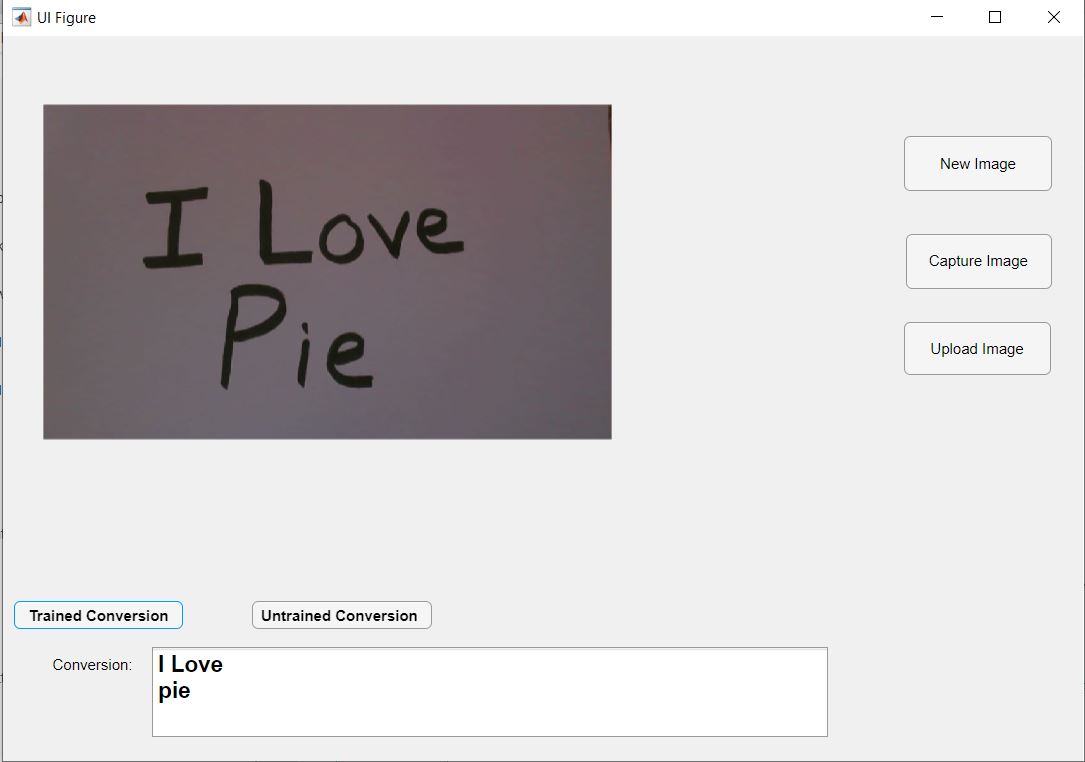 UI Figure
I Love
Pie
New Image
Capture Image
Upload Image
Trained Conversion
Untrained Conversion
Conversion:
I Love
pie